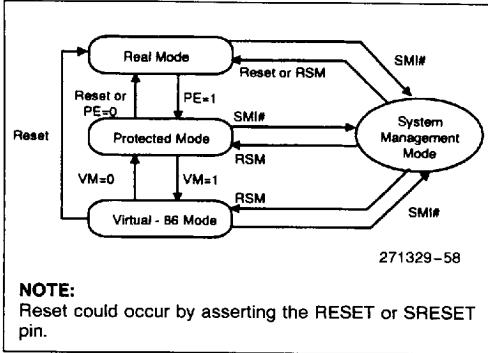 Real Mode
SMI#
Reset or RSM
Reset or
PE=0
PE=1
Reset
SMI#
System
Management
Mode
Protected Mode
RSM
VM=0
VM=1
RSM
Virtual - 86 Mode
SMI#
271329-58
NOTE:
Reset could occur by asserting the RESET or SRESET
pin.